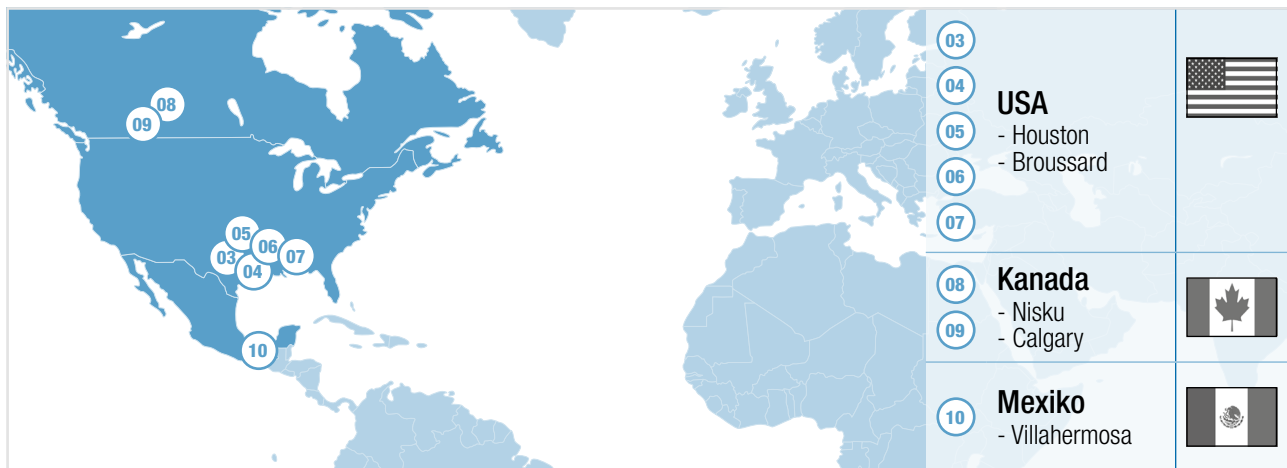 08
09
05
06
03
07
04
10
03
04
05
06
07
USA
- Houston
- Broussard
08
09
Kanada
- Nisku
- Calgary
10
Mexiko
- Villahermosa